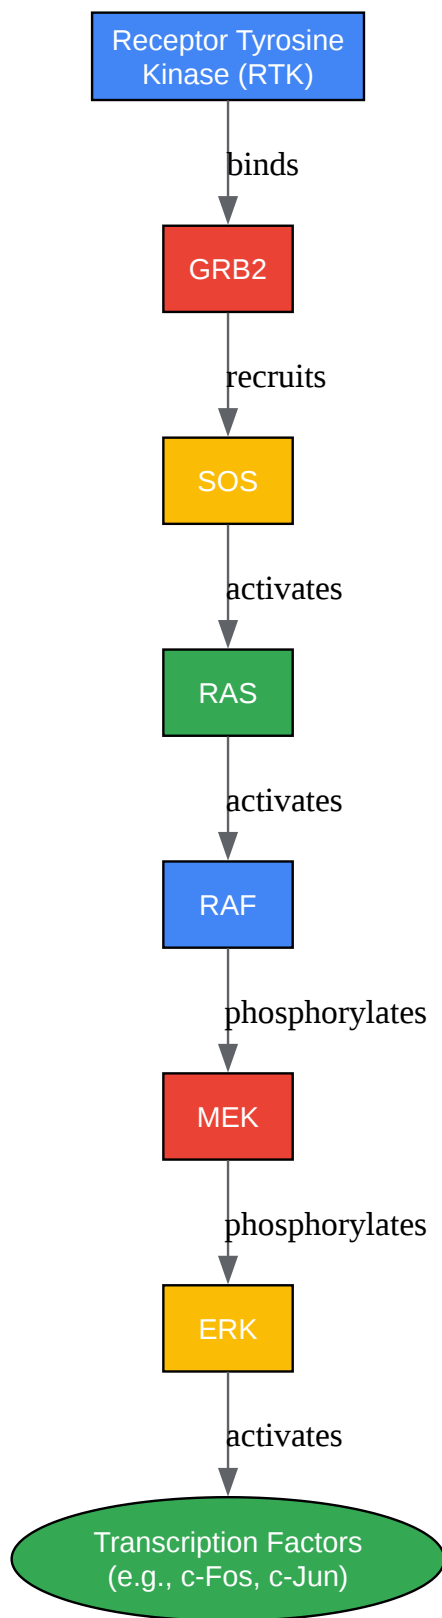 Receptor Tyrosine
Kinase (RTK)
binds
GRB2
recruits
SOS
activates
RAS
activates
RAF
phosphorylates
MEK
phosphorylates
ERK
activates
Transcription Factors
(e.g., c-Fos, c-Jun)